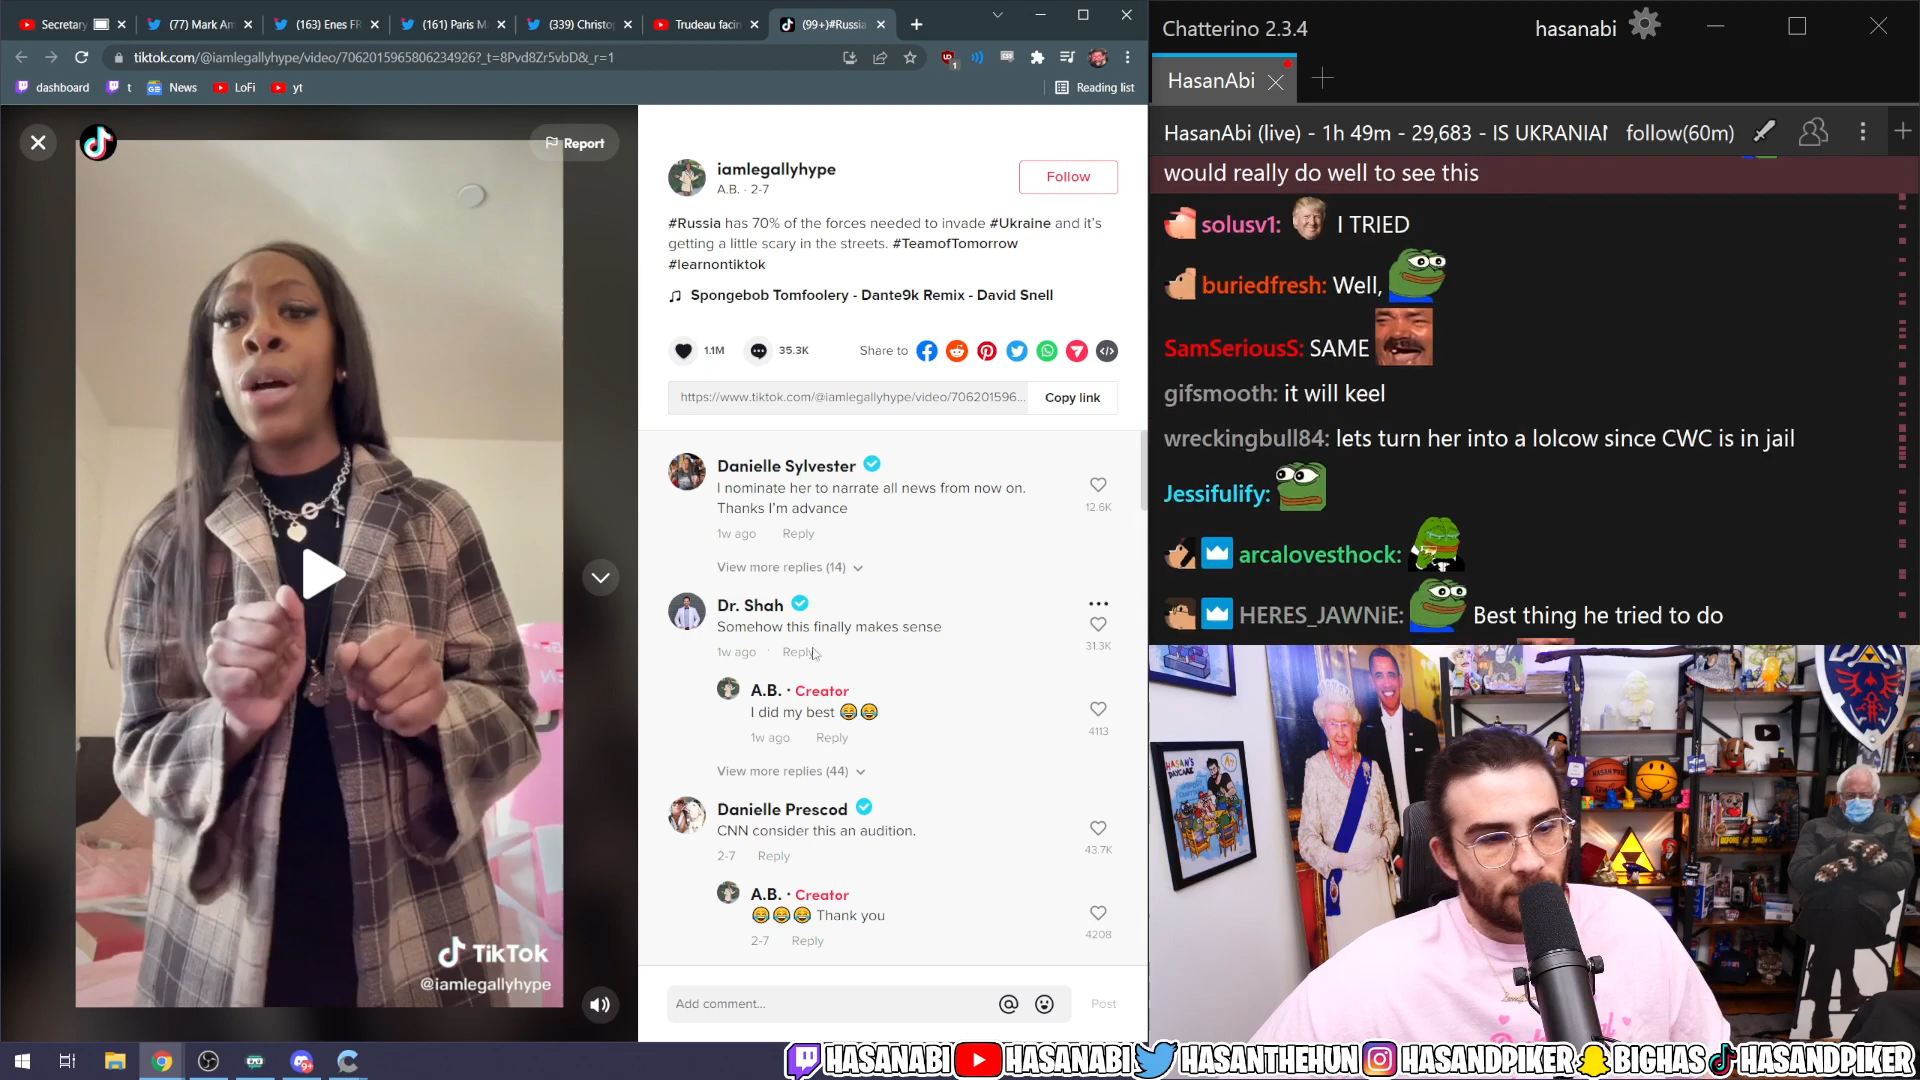 Secretary
(77) Mark Am
(163) Enes FR
(161) Paris M
(339) Christo
Trudeau facin
(99+)#Russia
tiktok.com/@iamlegallyhype/video/7062015965806234926?_t=8Pvd8Zr5vbD&_r=1
dashboard
t
News
LoFi
yt
Reading list
Report
TikTok
@iamlegallyhype
iamlegallyhype
A.B. · 2-7
Follow
#Russia has 70% of the forces needed to invade #Ukraine and it's
getting a little scary in the streets. #TeamofTomorrow
#learnontiktok
Spongebob Tomfoolery - Dante9k Remix - David Snell
1.1M
35.3K
Share to
https://www.tiktok.com/@iamlegallyhype/video/706201596...
Copy link
Danielle Sylvester
I nominate her to narrate all news from now on.
Thanks I'm advance
12.6K
1w ago
Reply
View more replies (14)
Dr. Shah
Somehow this finally makes sense
31.3K
1w ago
Reply
A.B. · Creator
I did my best 😂😂
4113
1w ago
Reply
View more replies (44)
Danielle Prescod
CNN consider this an audition.
43.7K
2-7
Reply
A.B. · Creator
😂😂😂 Thank you
4208
2-7
Reply
Add comment...
Post
Chatterino 2.3.4
hasanabi
HasanAbi
HasanAbi (live) - 1h 49m - 29,683 - IS UKRANIAN
follow(60m)
would really do well to see this
solusv1: I TRIED
buriedfresh: Well,
SamSeriousS: SAME
gifsmooth: it will keel
wreckingbull84: lets turn her into a lolcow since CWC is in jail
Jessifulify:
arcalovesthock:
HERES_JAWNiE: Best thing he tried to do
HASAN'S
DAYCARE
HASANABI
HASANABI
HASANTHEHUN
HASANDPIKER
BIGHAS
HASANDPIKER